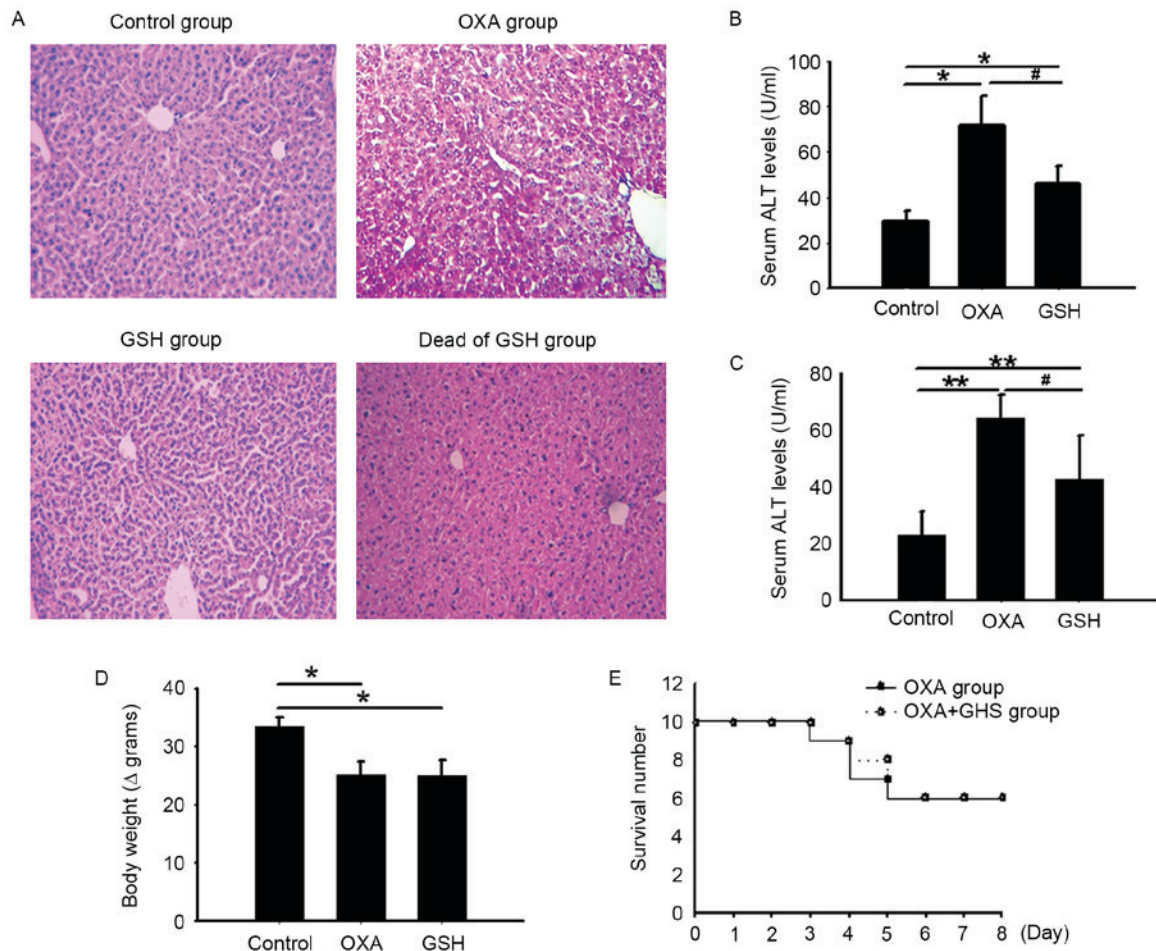 A
Control group
OXA group
GSH group
Dead of GSH group
B
Serum ALT levels (U/ml)
100
80
60
40
20
0
*
*
#
Control
OXA
GSH
C
Serum ALT levels (U/ml)
80
60
40
20
0
**
**
#
Control
OXA
GSH
D
Body weight (Δ grams)
40
30
20
10
0
*
*
Control
OXA
GSH
E
Survival number
12
10
8
6
4
2
0
OXA group
OXA+GHS group
0 1 2 3 4 5 6 7 8 (Day)